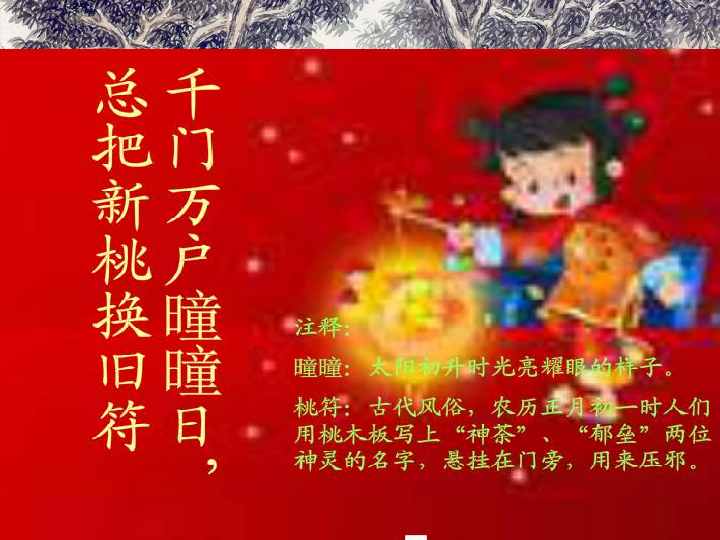 千门万户曈曈日，
总把新桃换旧符
注释：
曈曈：太阳初升时光亮耀眼的样子。
桃符：古代风俗，农历正月初一时人们
用桃木板写上“神荼”、“郁垒”两位
神灵的名字，悬挂在门旁，用来压邪。